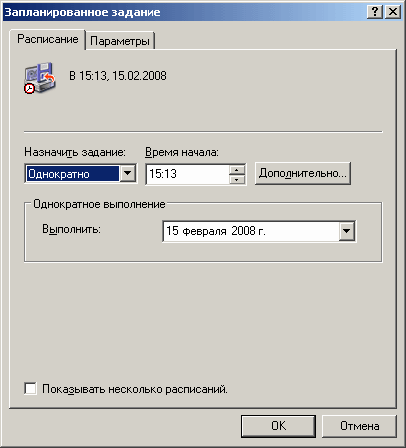 Запланированное задание
Расписание
Параметры
В 15:13, 15.02.2008
Назначить задание:
Время начала:
Однократно
15:13
Дополнительно...
Однократное выполнение
Выполнить:
15 февраля 2008 г.
Показывать несколько расписаний.
OK
Отмена